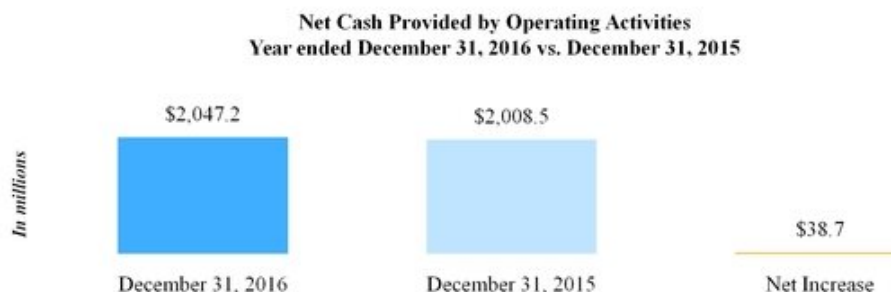 Net Cash Provided by Operating Activities
Year ended December 31, 2016 vs. December 31, 2015
In millions
$2,047.2
$2,008.5
$38.7
December 31, 2016
December 31, 2015
Net Increase